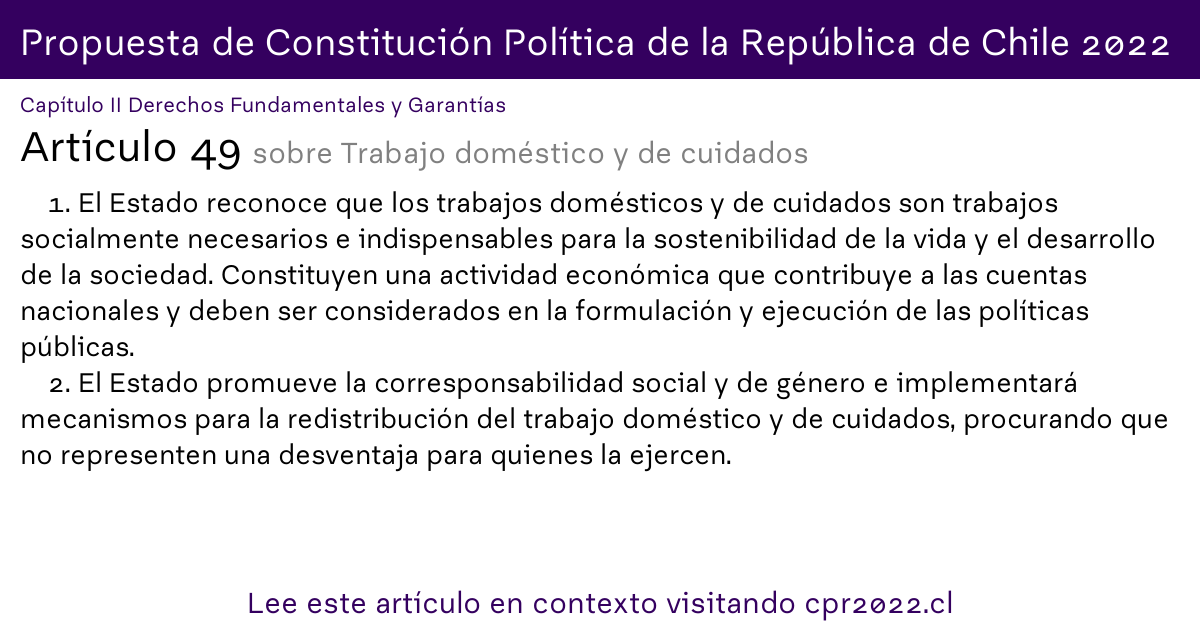 Propuesta de Constitución Política de la República de Chile 2022
Capítulo II Derechos Fundamentales y Garantías
Artículo 49 sobre Trabajo doméstico y de cuidados
1. El Estado reconoce que los trabajos domésticos y de cuidados son trabajos
socialmente necesarios e indispensables para la sostenibilidad de la vida y el desarrollo
de la sociedad. Constituyen una actividad económica que contribuye a las cuentas
nacionales y deben ser considerados en la formulación y ejecución de las políticas
públicas.
2. El Estado promueve la corresponsabilidad social y de género e implementará
mecanismos para la redistribución del trabajo doméstico y de cuidados, procurando que
no representen una desventaja para quienes la ejercen.
Lee este artículo en contexto visitando cpr2022.cl